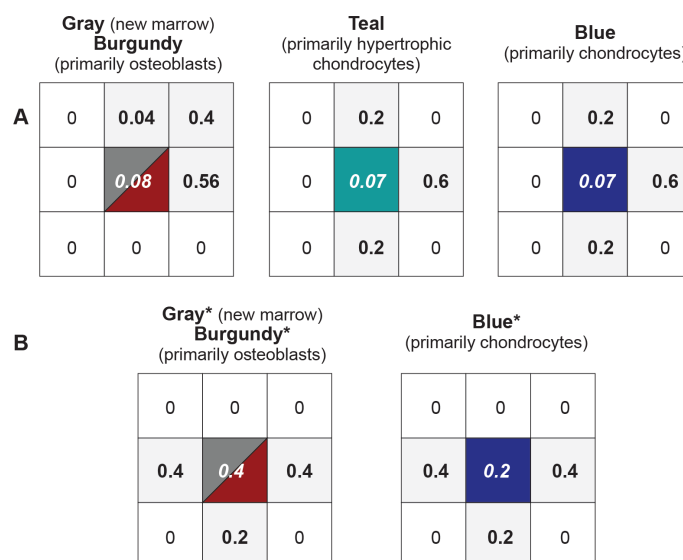 Gray (new marrow)
Burgundy
(primarily osteoblasts)
Teal
(primarily hypertrophic
chondrocytes)
Blue
(primarily chondrocytes)
A
0 0.04 0.4
0 0.08 0.56
0 0 0
0 0.2 0
0 0.07 0.6
0 0.2 0
0 0.2 0
0 0.07 0.6
0 0.2 0
B
Gray* (new marrow)
Burgundy*
(primarily osteoblasts)
Blue*
(primarily chondrocytes)
0 0 0
0.4 0.4 0.4
0 0.2 0
0 0 0
0.4 0.2 0.4
0 0.2 0